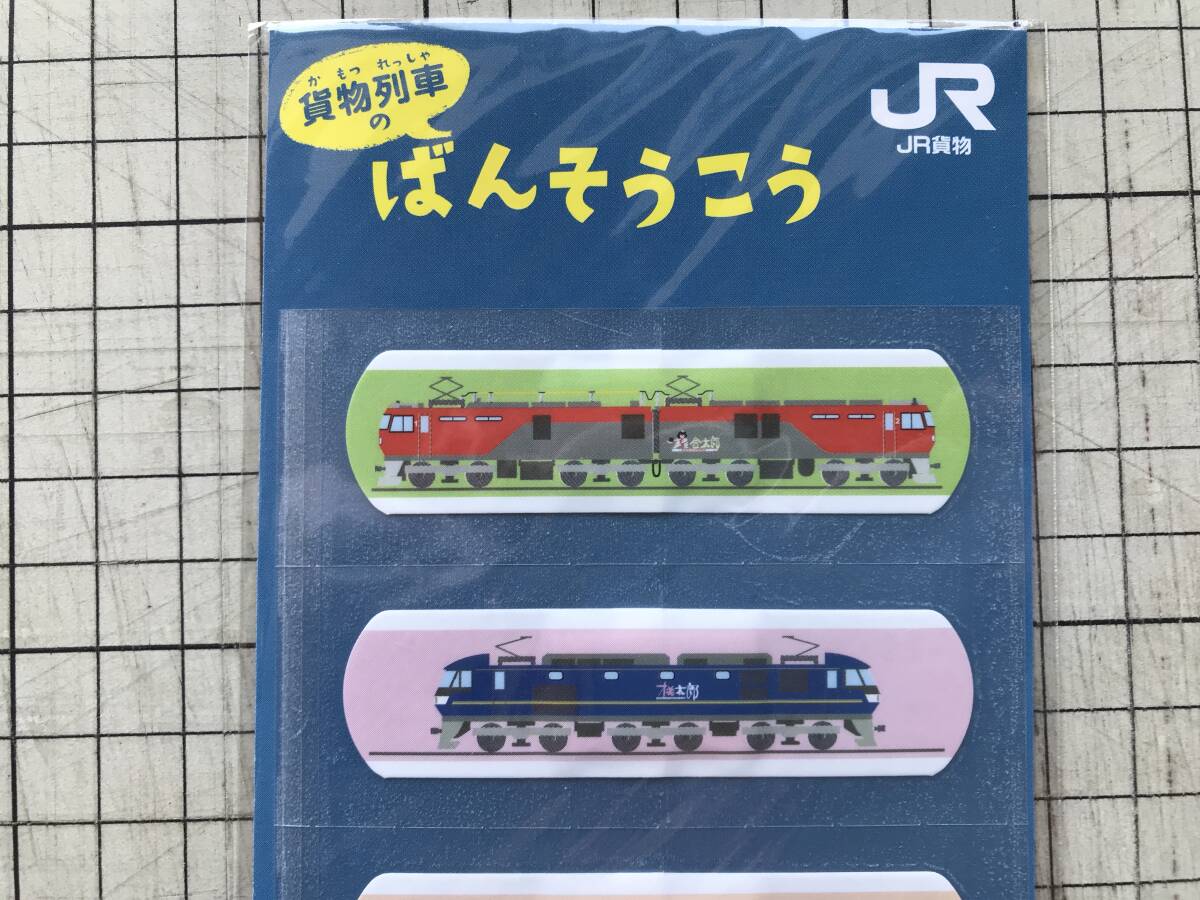 か もつ れっしゃ
貨物列車
の
ばんそうこう
JR
JR貨物
金太郎
桃太郎